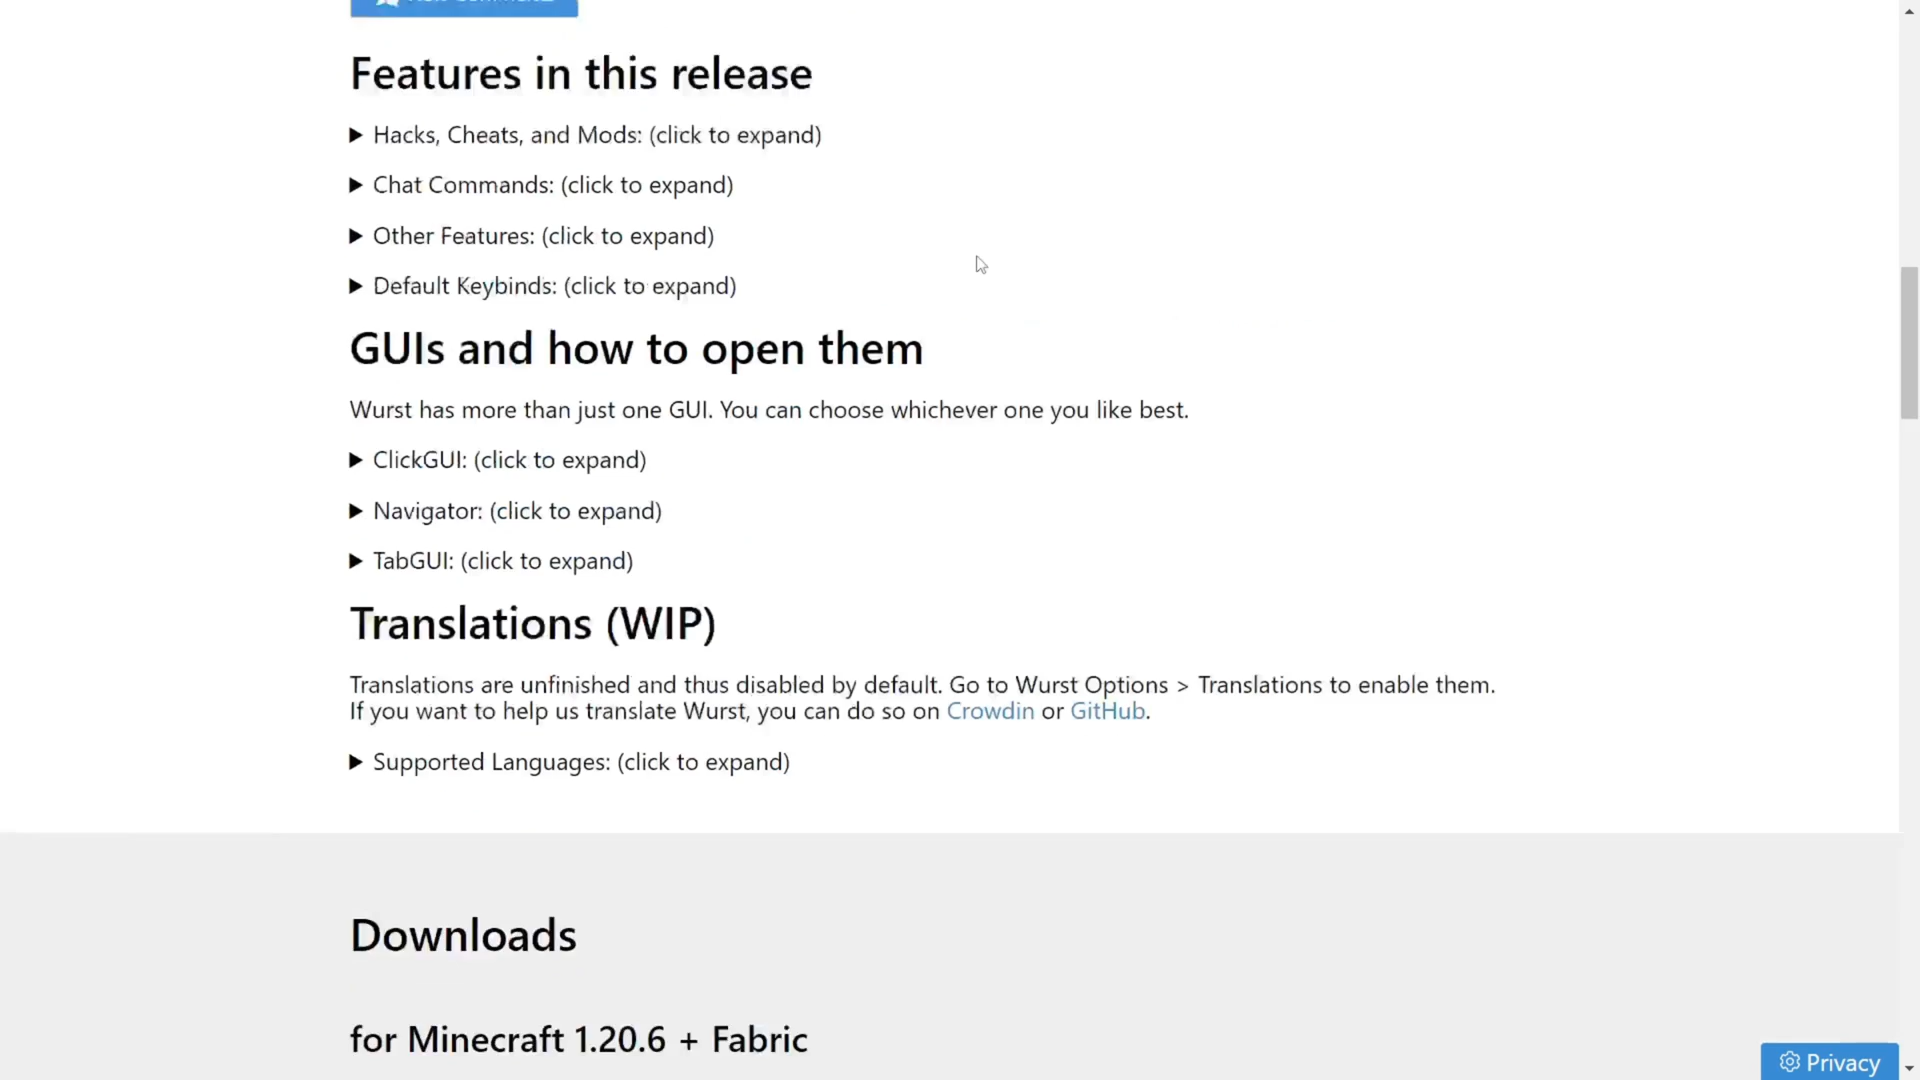 Features in this release
▶ Hacks, Cheats, and Mods: (click to expand)
▶ Chat Commands: (click to expand)
▶ Other Features: (click to expand)
▶ Default Keybinds: (click to expand)
GUIs and how to open them
Wurst has more than just one GUI. You can choose whichever one you like best.
▶ ClickGUI: (click to expand)
▶ Navigator: (click to expand)
▶ TabGUI: (click to expand)
Translations (WIP)
Translations are unfinished and thus disabled by default. Go to Wurst Options > Translations to enable them.
If you want to help us translate Wurst, you can do so on Crowdin or GitHub.
▶ Supported Languages: (click to expand)
Downloads
for Minecraft 1.20.6 + Fabric
Privacy